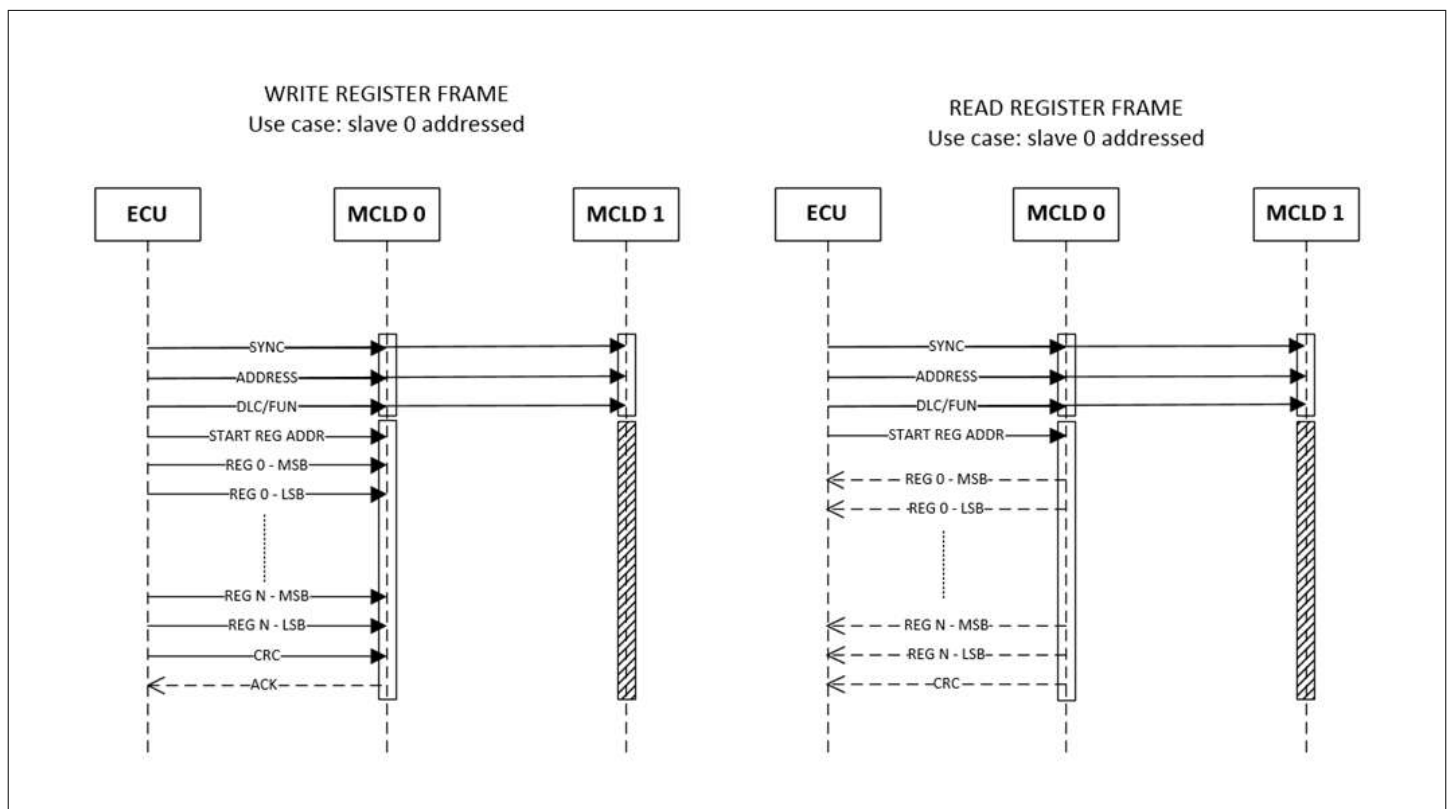 WRITE REGISTER FRAME
Use case: slave 0 addressed
ECU
MCLD 0
MCLD 1
SYNC
ADDRESS
DLC/FUN
START REG ADDR
REG 0 - MSB
REG 0 - LSB
REG N - MSB
REG N - LSB
CRC
ACK
READ REGISTER FRAME
Use case: slave 0 addressed
ECU
MCLD 0
MCLD 1
SYNC
ADDRESS
DLC/FUN
START REG ADDR
REG 0 - MSB
REG 0 - LSB
REG N - MSB
REG N - LSB
CRC